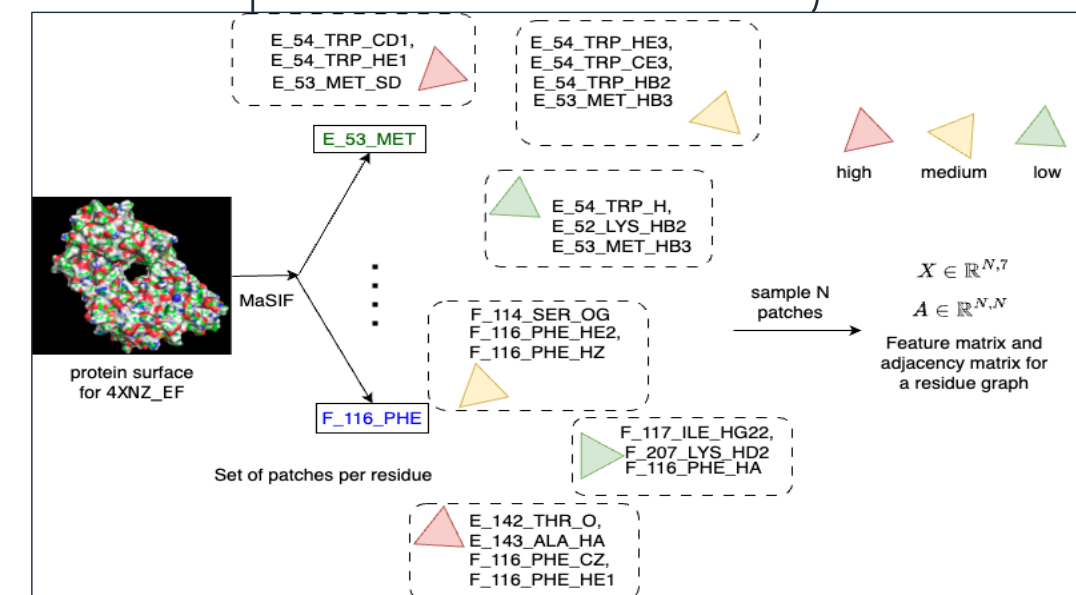 E_54_TRP_CD1,
E_54_TRP_HE1
E_53_MET_SD
E_54_TRP_HE3,
E_54_TRP_CE3,
E_54_TRP_HB2
E_53_MET_HB3
E_53_MET
high
medium
low
E_54_TRP_H,
E_52_LYS_HB2
E_53_MET_HB3
MaSIF
protein surface
for 4XNZ_EF
F_114_SER_OG
F_116_PHE_HE2,
F_116_PHE_HZ
sample N
patches
X ∈ ℝ^{N,7}
A ∈ ℝ^{N,N}
Feature matrix and
adjacency matrix for
a residue graph
F_116_PHE
Set of patches per residue
F_117_ILE_HG22,
F_207_LYS_HD2
F_116_PHE_HA
E_142_THR_O,
E_143_ALA_HA
F_116_PHE_CZ,
F_116_PHE_HE1